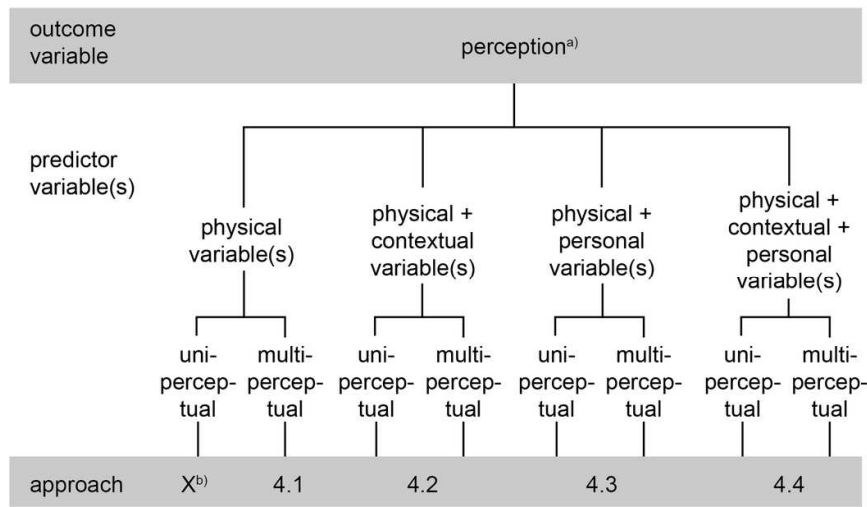 outcome
variable
perceptionᵃ⁾
predictor
variable(s)
physical
variable(s)
physical +
contextual
variable(s)
physical +
personal
variable(s)
physical +
contextual +
personal
variable(s)
uni-
percep-
tual
multi-
percep-
tual
uni-
percep-
tual
multi-
percep-
tual
uni-
percep-
tual
multi-
percep-
tual
uni-
percep-
tual
multi-
percep-
tual
approach Xᵇ⁾ 4.1 4.2 4.3 4.4